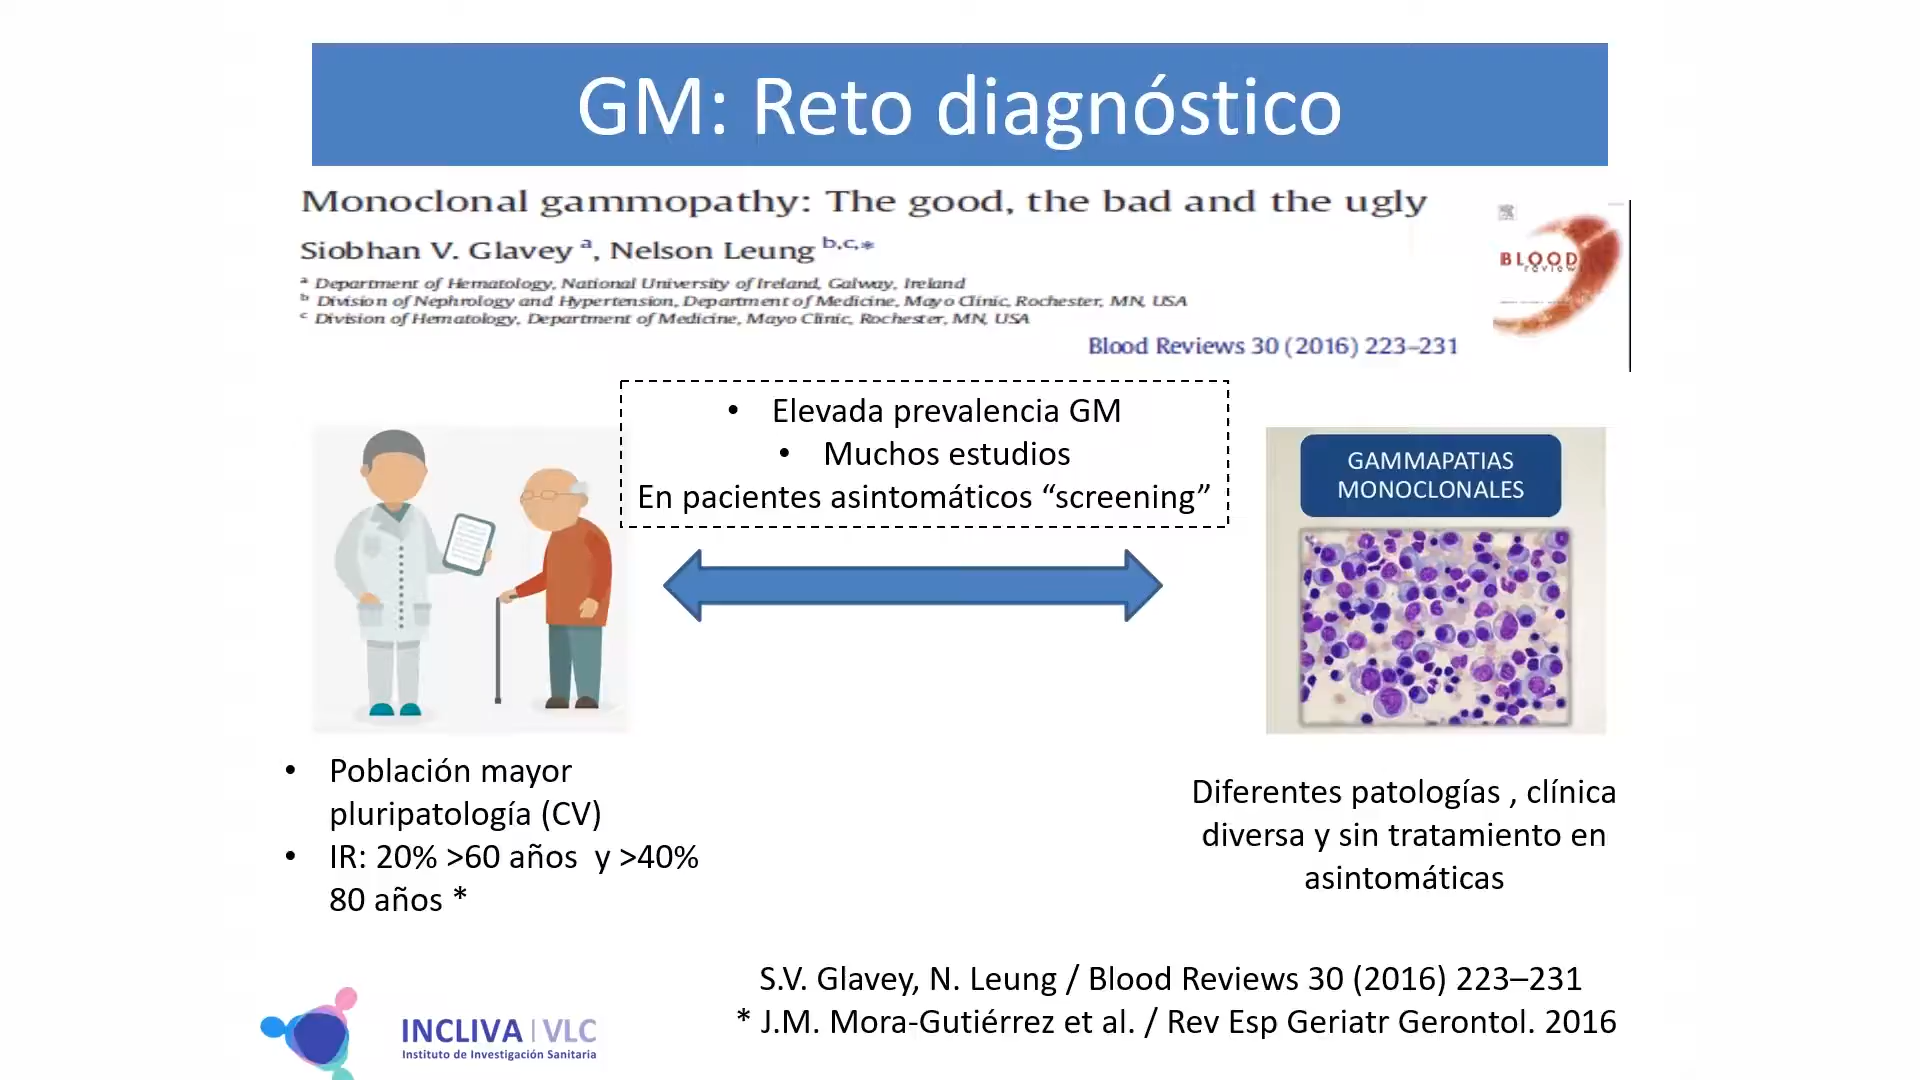 GM: Reto diagnóstico
Monoclonal gammopathy: The good, the bad and the ugly
Siobhan V. Glavey a, Nelson Leung b,c,*
a Department of Hematology, National University of Ireland, Galway, Ireland
b Division of Nephrology and Hypertension, Department of Medicine, Mayo Clinic, Rochester, MN, USA
c Division of Hematology, Department of Medicine, Mayo Clinic, Rochester, MN, USA
Blood Reviews 30 (2016) 223–231
BLOOD
reviews
• Elevada prevalencia GM
• Muchos estudios
En pacientes asintomáticos “screening”
GAMMAPATIAS
MONOCLONALES
• Población mayor
pluripatología (CV)
• IR: 20% >60 años y >40%
80 años *
Diferentes patologías , clínica
diversa y sin tratamiento en
asintomáticas
S.V. Glavey, N. Leung / Blood Reviews 30 (2016) 223–231
* J.M. Mora-Gutiérrez et al. / Rev Esp Geriatr Gerontol. 2016
INCLIVA | VLC
Instituto de Investigación Sanitaria